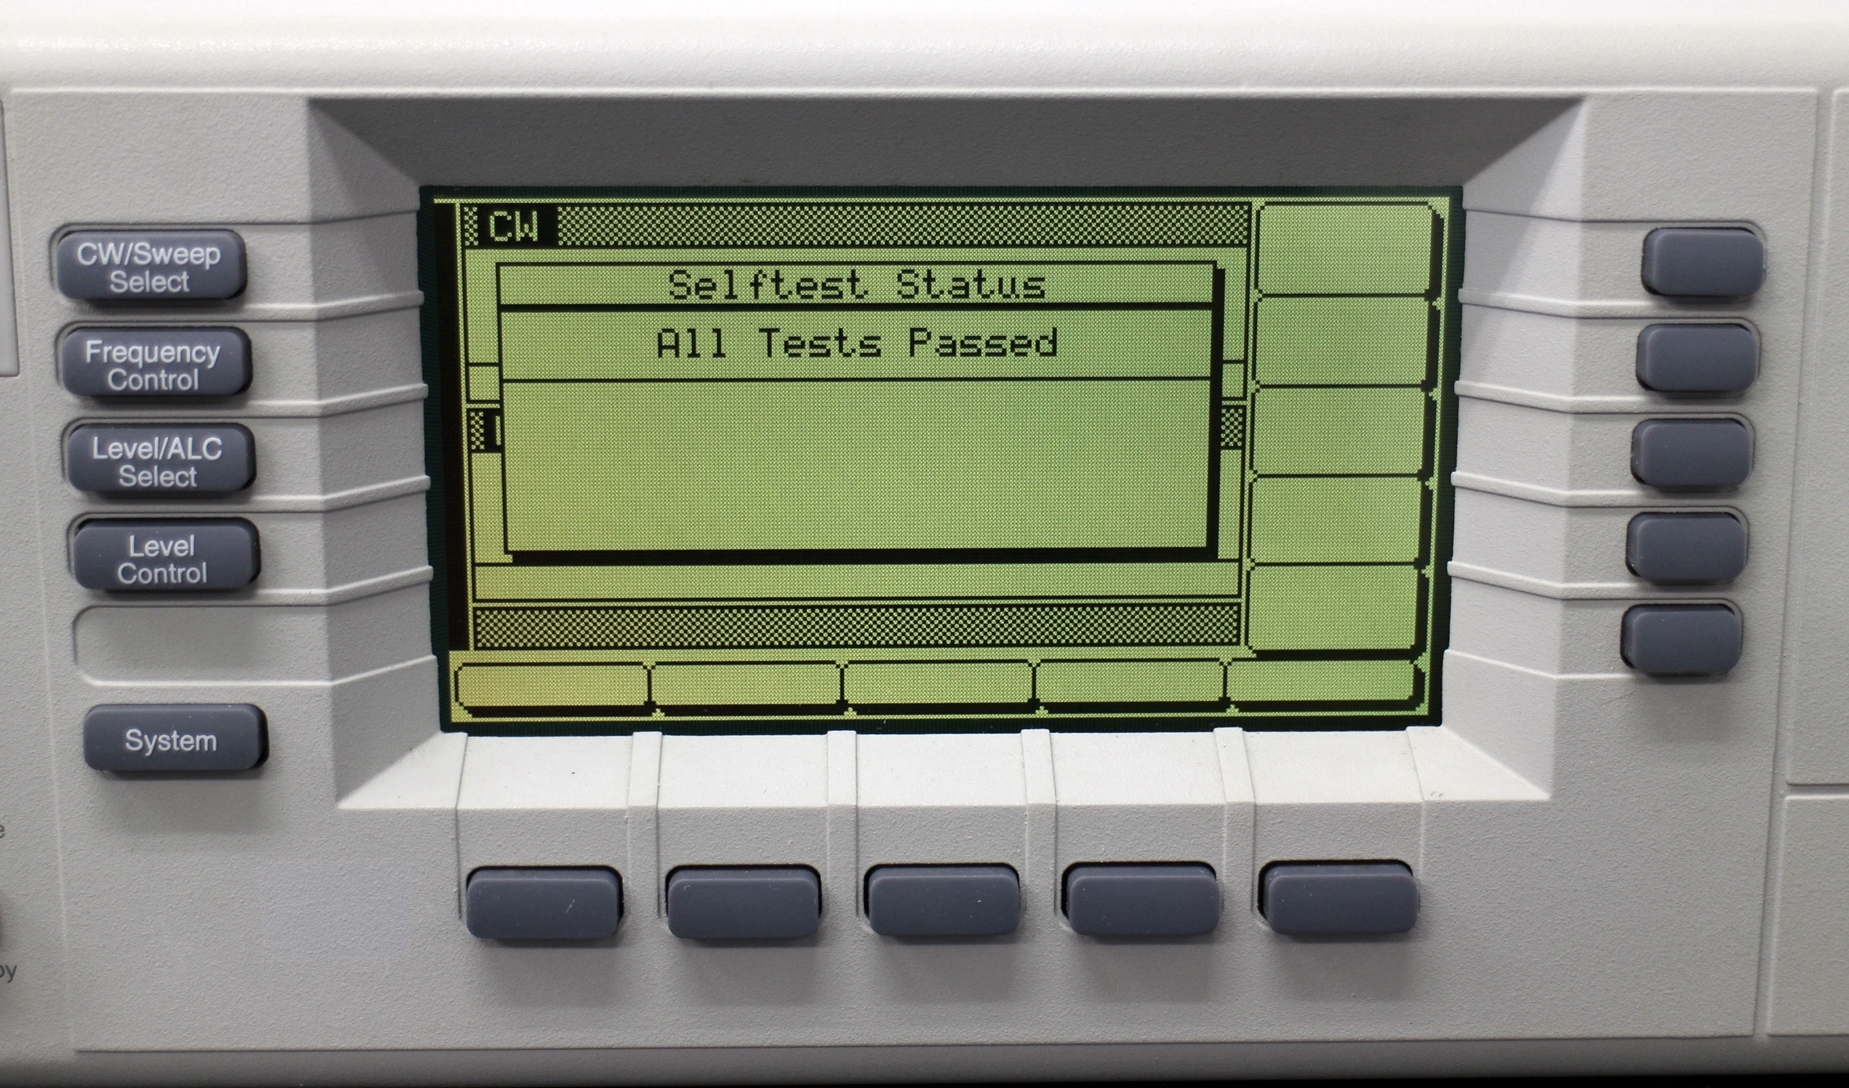 CW
Selftest Status
All Tests Passed
CW/Sweep
Select
Frequency
Control
Level/ALC
Select
Level
Control
System